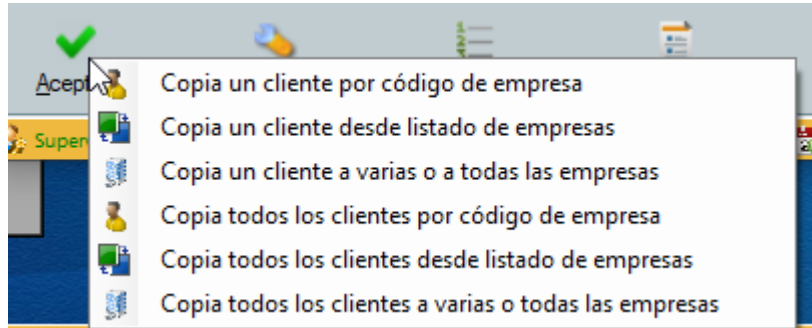 Copia un cliente por código de empresa
Copia un cliente desde listado de empresas
Copia un cliente a varias o a todas las empresas
Copia todos los clientes por código de empresa
Copia todos los clientes desde listado de empresas
Copia todos los clientes a varias o todas las empresas